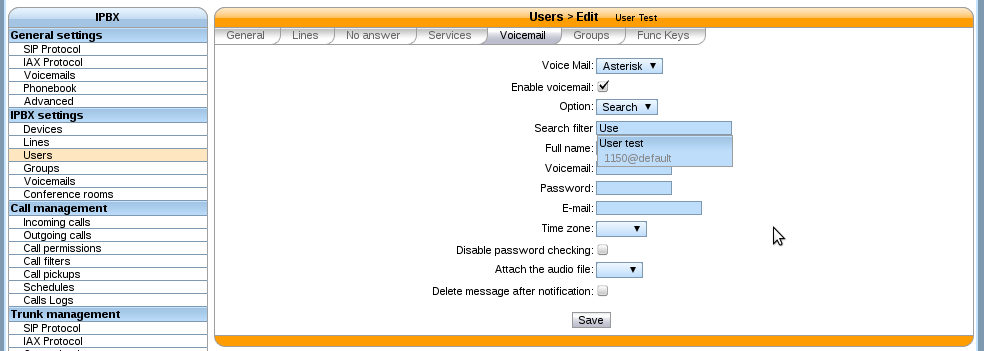 IPBX
General settings
SIP Protocol
IAX Protocol
Voicemails
Phonebook
Advanced
IPBX settings
Devices
Lines
Users
Groups
Voicemails
Conference rooms
Call management
Incoming calls
Outgoing calls
Call permissions
Call filters
Call pickups
Schedules
Calls Logs
Trunk management
SIP Protocol
IAX Protocol
Users > Edit User Test
General Lines No answer Services Voicemail Groups Func Keys
Voice Mail: Asterisk
Enable voicemail:
Option: Search
Search filter Use
User test
1150@default
Full name:
Voicemail:
Password:
E-mail:
Time zone:
Disable password checking:
Attach the audio file:
Delete message after notification:
Save